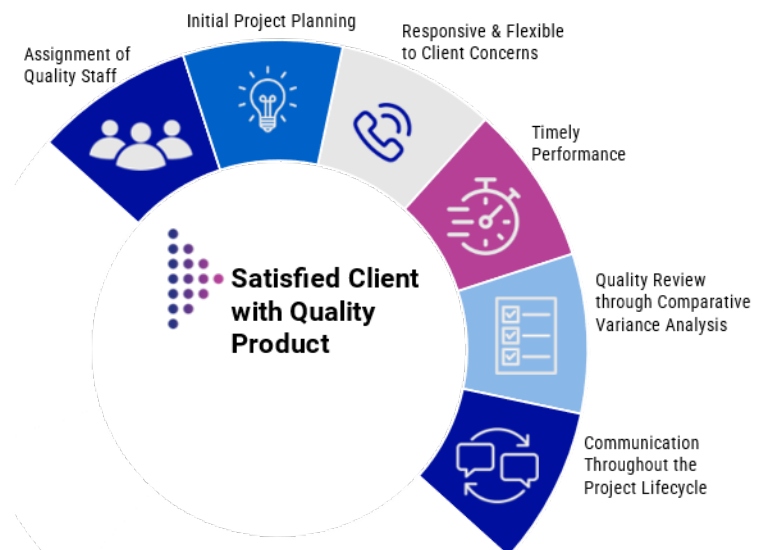 Initial Project Planning
Responsive & Flexible
to Client Concerns
Assignment of
Quality Staff
Timely
Performance
Satisfied Client
with Quality
Product
Quality Review
through Comparative
Variance Analysis
Communication
Throughout the
Project Lifecycle